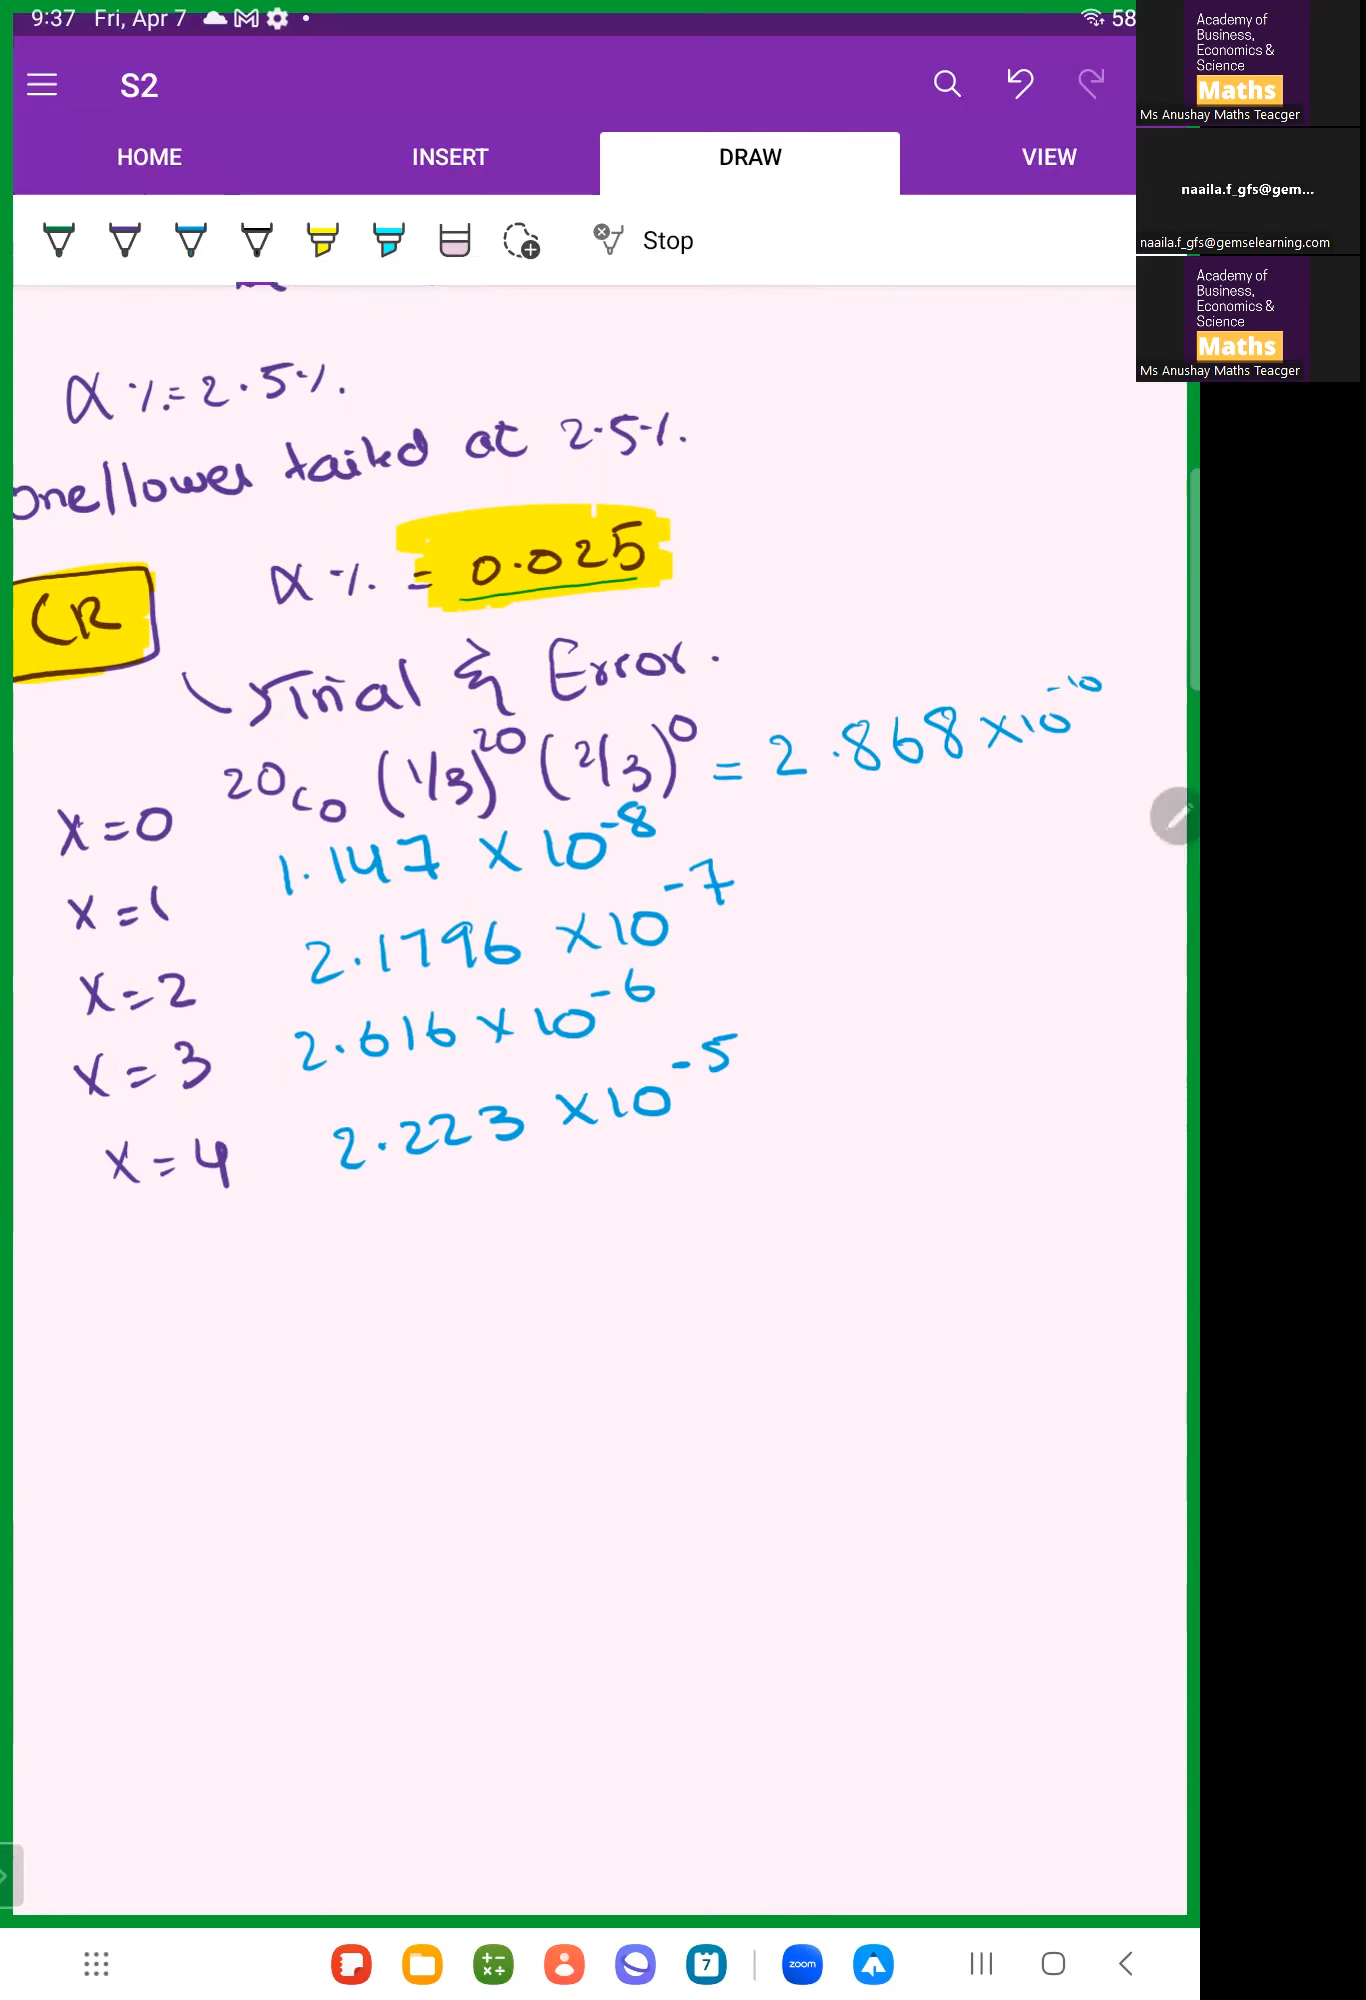 9:37 Fri, Apr 7
58
S2
HOME INSERT DRAW VIEW
Stop
Academy of
Business,
Economics &
Science
Maths
Ms Anushay Maths Teacger
naaila.f_gfs@gem...
naaila.f_gfs@gemselearning.com
Academy of
Business,
Economics &
Science
Maths
Ms Anushay Maths Teacger
α %= 2.5%.
one/lower tailed at 2.5%.
α %. = 0.025
CR
Trial & Error.
x=0 20C0 (1/3)^20 (2/3)^0 = 2.868 x10^-10
x=1 1.147 x 10^-8
x=2 2.1796 x10^-7
x=3 2.616 x 10^-6
x=4 2.223 x10^-5
7
zoom